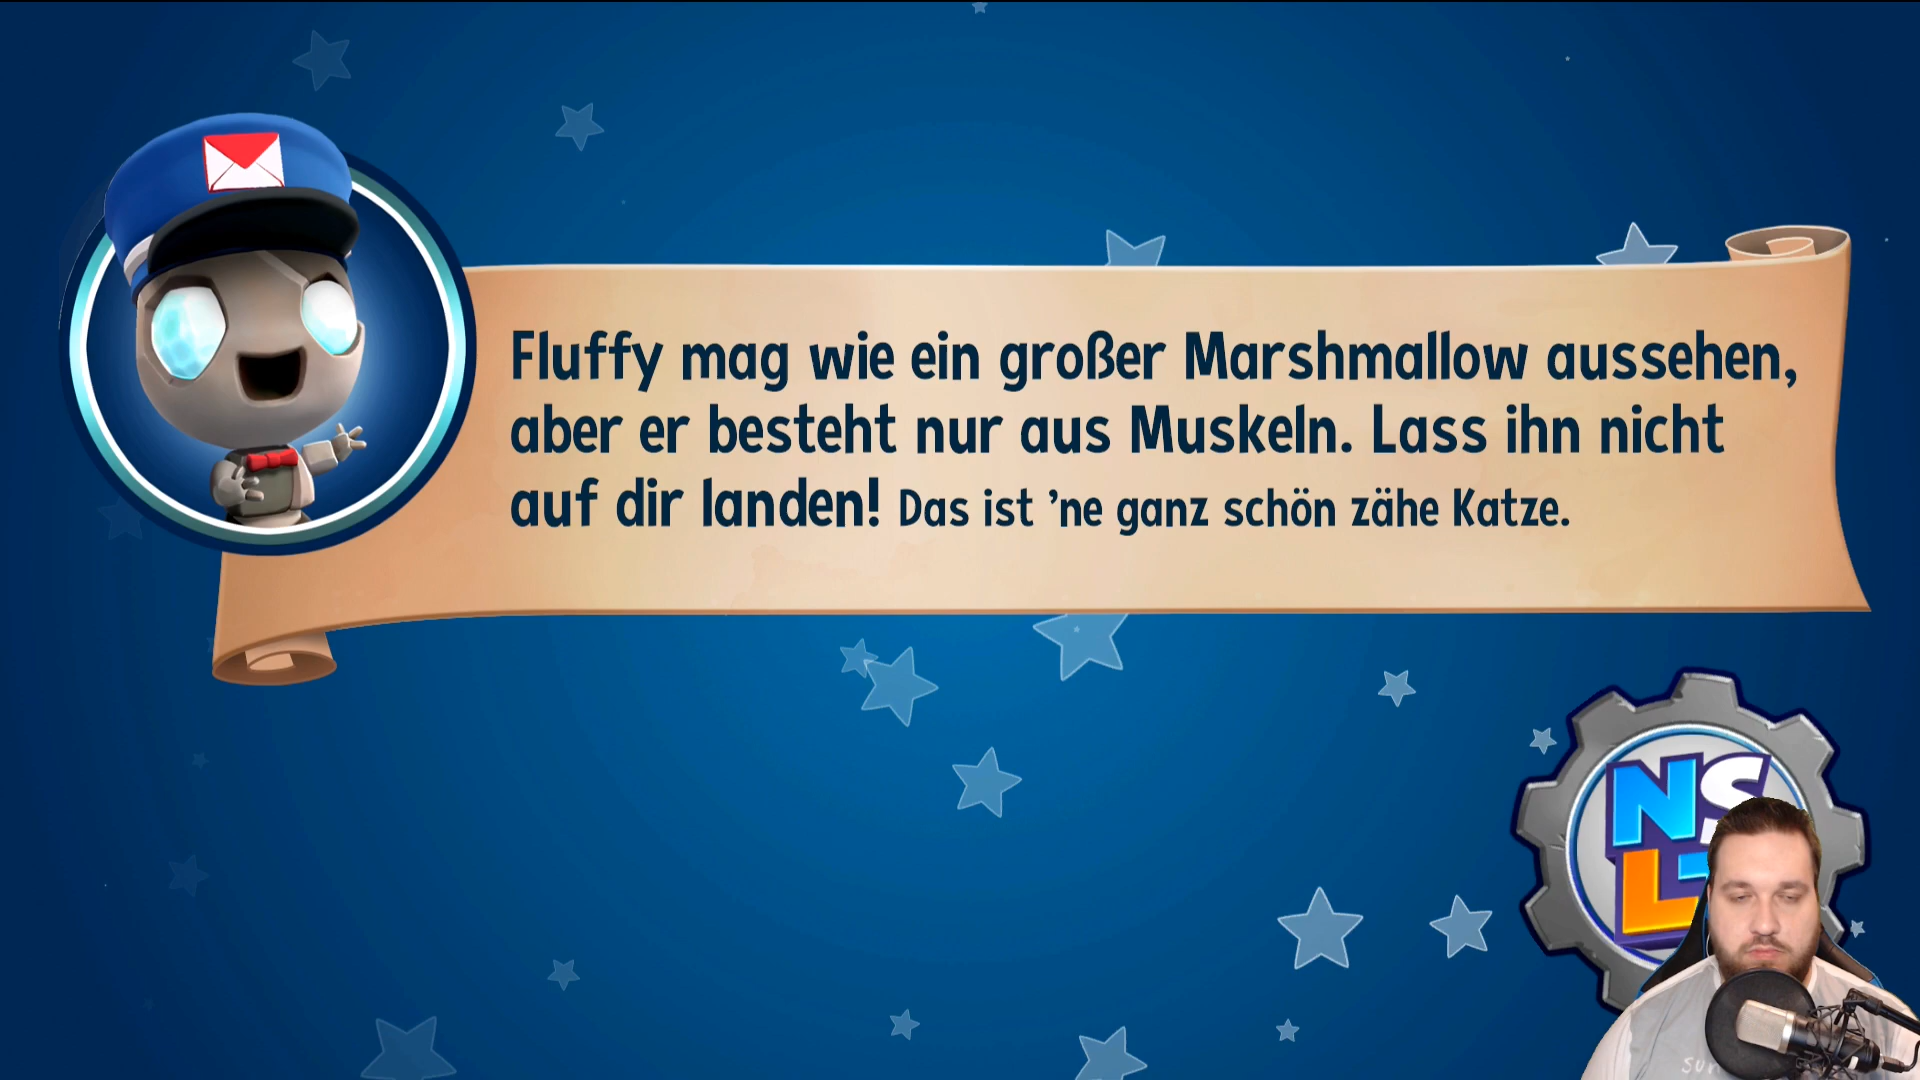 Fluffy mag wie ein großer Marshmallow aussehen,
aber er besteht nur aus Muskeln. Lass ihn nicht
auf dir landen! Das ist ’ne ganz schön zähe Katze.
NS